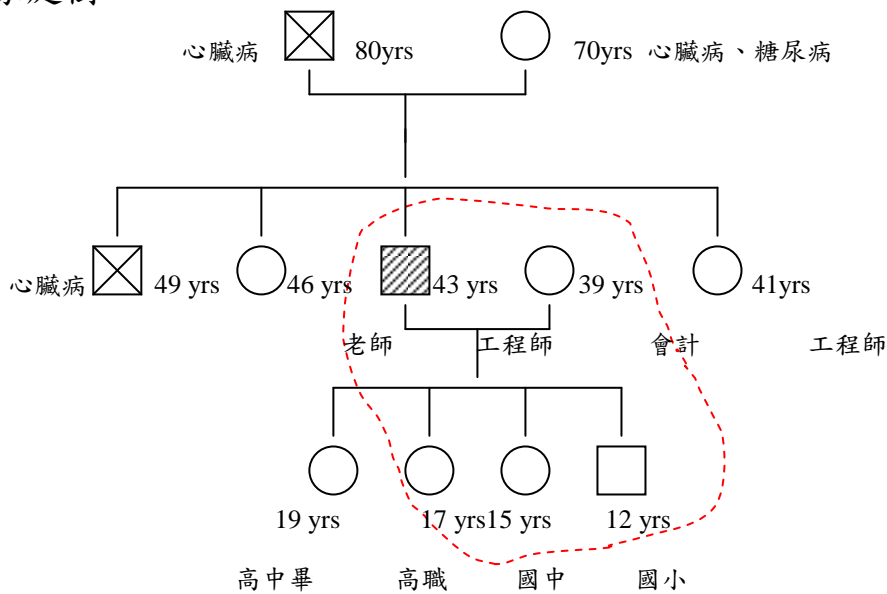 心臟病 80yrs 70yrs 心臟病、糖尿病
心臟病 49 yrs 46 yrs 43 yrs 39 yrs 41yrs
老師 工程師 會計 工程師
19 yrs 17 yrs 15 yrs 12 yrs
高中畢 高職 國中 國小